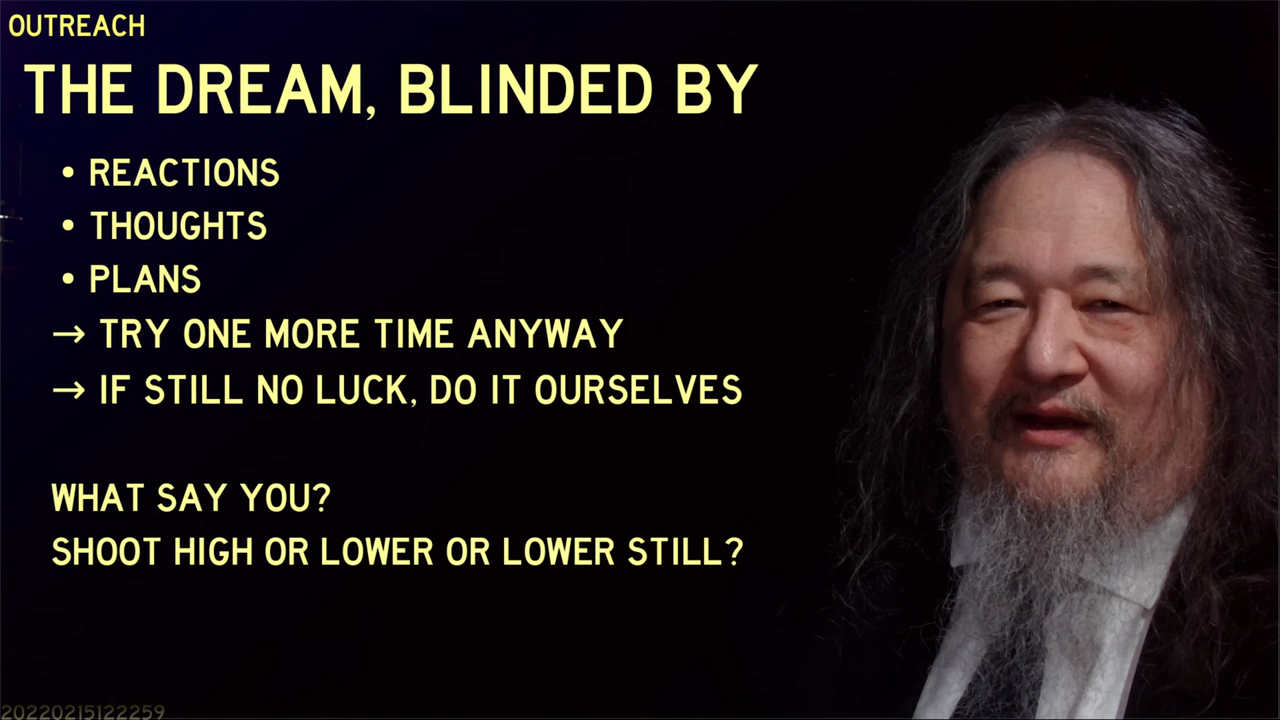 OUTREACH
THE DREAM, BLINDED BY
• REACTIONS
• THOUGHTS
• PLANS
→ TRY ONE MORE TIME ANYWAY
→ IF STILL NO LUCK, DO IT OURSELVES
WHAT SAY YOU?
SHOOT HIGH OR LOWER OR LOWER STILL?
20220215122259